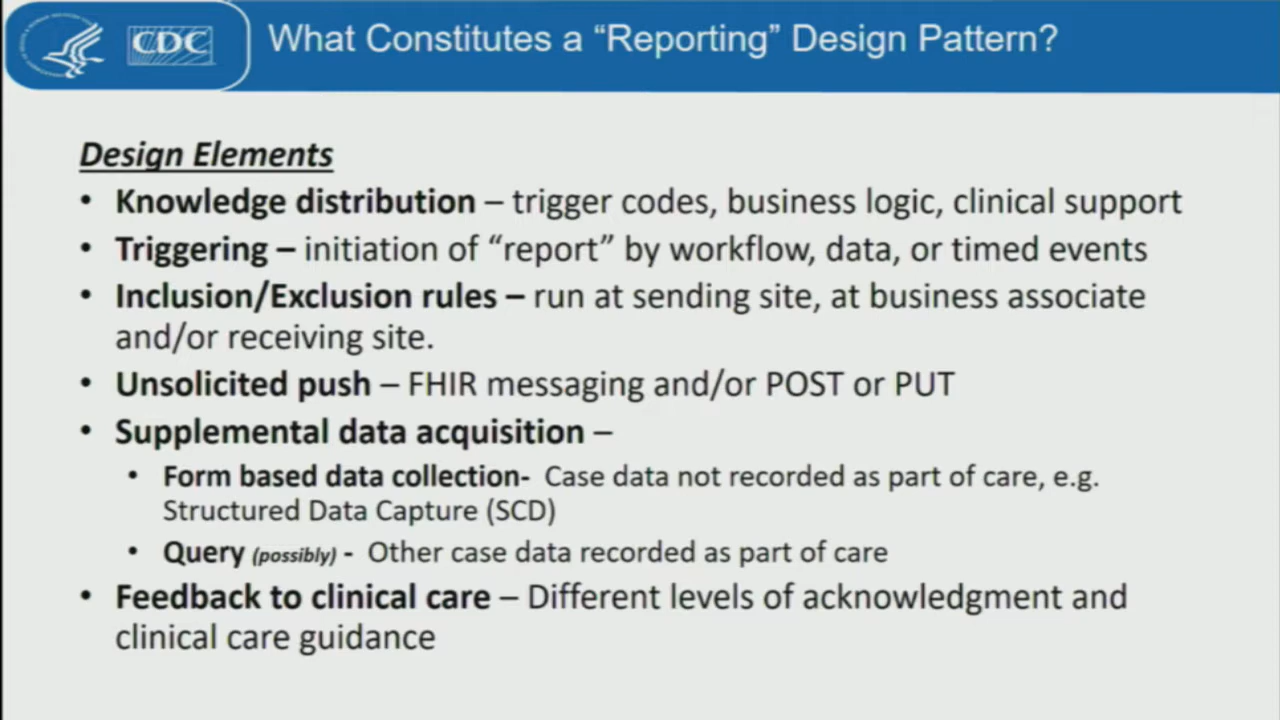 CDC
What Constitutes a “Reporting” Design Pattern?
Design Elements
• Knowledge distribution – trigger codes, business logic, clinical support
• Triggering – initiation of “report” by workflow, data, or timed events
• Inclusion/Exclusion rules – run at sending site, at business associate
and/or receiving site.
• Unsolicited push – FHIR messaging and/or POST or PUT
• Supplemental data acquisition –
• Form based data collection- Case data not recorded as part of care, e.g.
Structured Data Capture (SCD)
• Query (possibly) - Other case data recorded as part of care
• Feedback to clinical care – Different levels of acknowledgment and
clinical care guidance